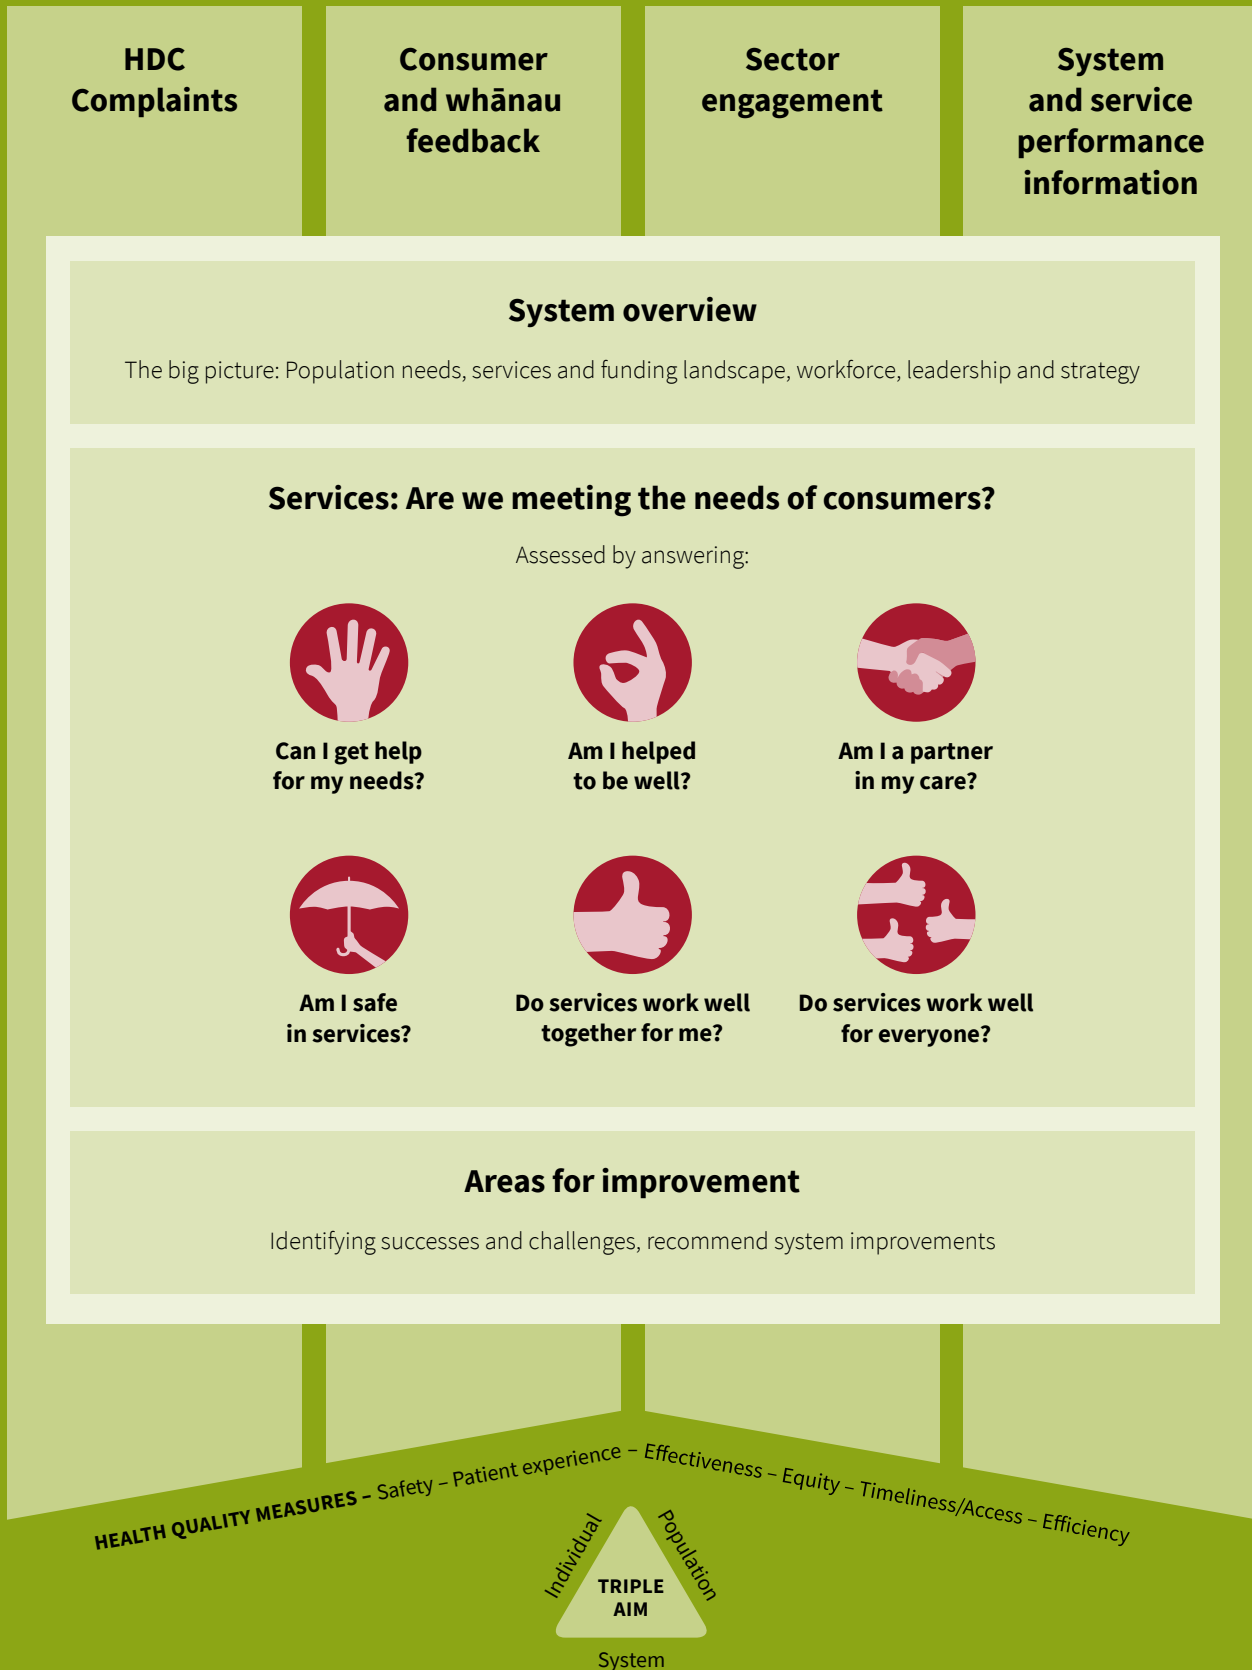 HDC
Complaints
Consumer
and whānau
feedback
Sector
engagement
System
and service
performance
information
System overview
The big picture: Population needs, services and funding landscape, workforce, leadership and strategy
Services: Are we meeting the needs of consumers?
Assessed by answering:
Can I get help
for my needs?
Am I helped
to be well?
Am I a partner
in my care?
Am I safe
in services?
Do services work well
together for me?
Do services work well
for everyone?
Areas for improvement
Identifying successes and challenges, recommend system improvements
HEALTH QUALITY MEASURES – Safety – Patient experience – Effectiveness – Equity – Timeliness/Access – Efficiency
Individual
Population
TRIPLE
AIM
System